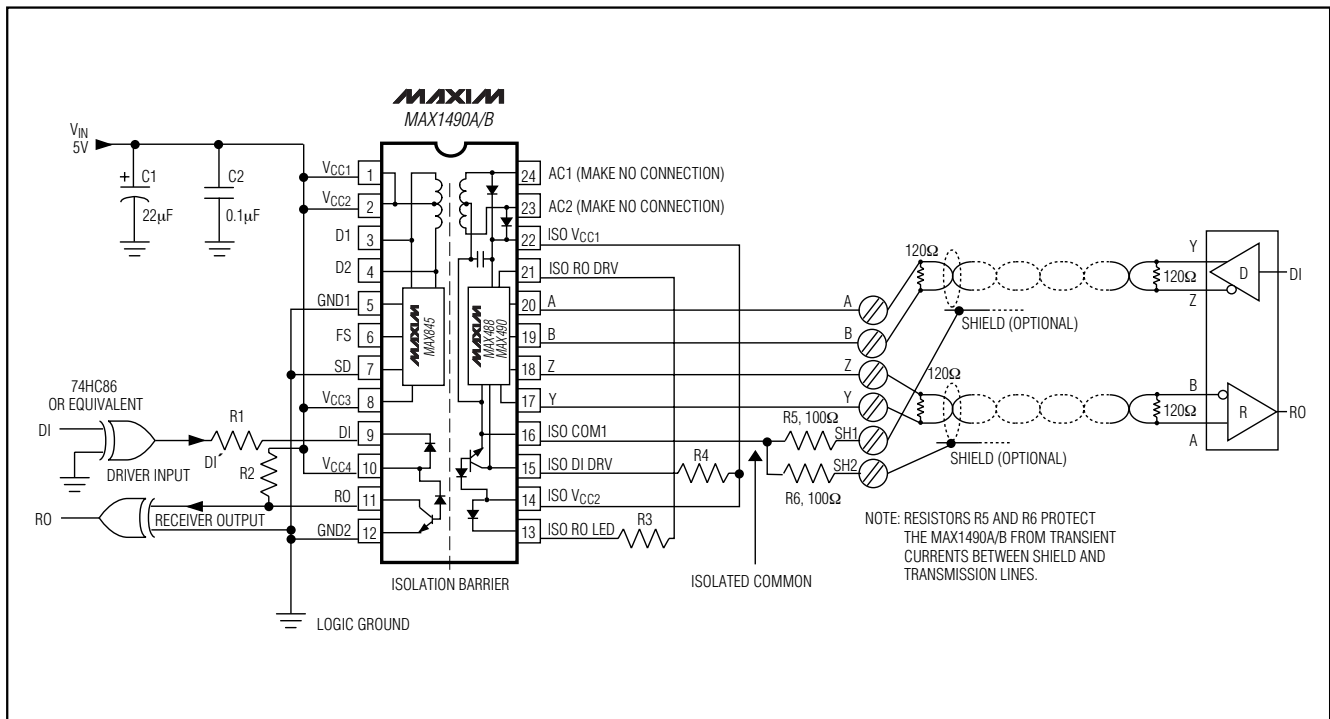 MAXIM
MAX1490A/B
VIN
5V
C1
22µF
C2
0.1µF
VCC1
1
VCC2
2
D1
3
D2
4
GND1
5
FS
6
SD
7
VCC3
8
DI
9
VCC4
10
RO
11
GND2
12
MAXIM
MAX845
MAXIM
MAX488
MAX490
24 AC1 (MAKE NO CONNECTION)
23 AC2 (MAKE NO CONNECTION)
22 ISO VCC1
21 ISO RO DRV
20 A
19 B
18 Z
17 Y
16 ISO COM1
15 ISO DI DRV
14 ISO VCC2
13 ISO RO LED
ISOLATION BARRIER
74HC86
OR EQUIVALENT
DI
R1
DI´
DRIVER INPUT
R2
RO
RECEIVER OUTPUT
LOGIC GROUND
R3
R4
ISOLATED COMMON
R5, 100Ω
SH1
R6, 100Ω
SH2
A
B
Z
Y
120Ω
SHIELD (OPTIONAL)
120Ω
Y
D
DI
Z
120Ω
SHIELD (OPTIONAL)
120Ω
B
R
RO
A
NOTE: RESISTORS R5 AND R6 PROTECT
THE MAX1490A/B FROM TRANSIENT
CURRENTS BETWEEN SHIELD AND
TRANSMISSION LINES.